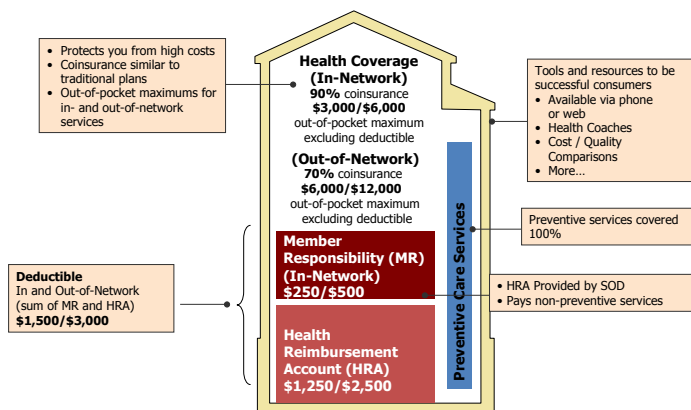 • Protects you from high costs
• Coinsurance similar to
traditional plans
• Out-of-pocket maximums for
in- and out-of-network
services
Health Coverage
(In-Network)
90% coinsurance
$3,000/$6,000
out-of-pocket maximum
excluding deductible
(Out-of-Network)
70% coinsurance
$6,000/$12,000
out-of-pocket maximum
excluding deductible
Tools and resources to be
successful consumers
• Available via phone
or web
• Health Coaches
• Cost / Quality
Comparisons
• More...
Preventive services covered
100%
Preventive Care Services
Member
Responsibility (MR)
(In-Network)
$250/$500
• HRA Provided by SOD
• Pays non-preventive services
Deductible
In and Out-of-Network
(sum of MR and HRA)
$1,500/$3,000
Health
Reimbursement
Account (HRA)
$1,250/$2,500